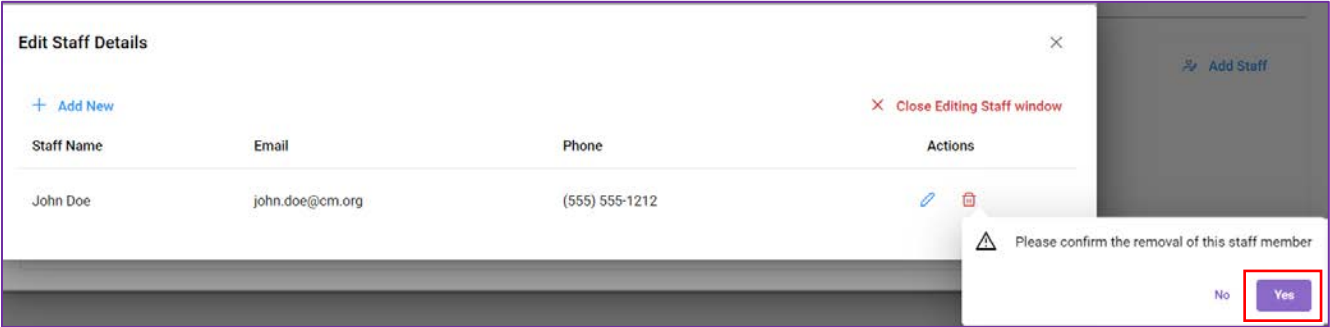 Edit Staff Details
Add Staff
Add New
Close Editing Staff window
Staff Name Email Phone Actions
John Doe john.doe@cm.org (555) 555-1212
Please confirm the removal of this staff member
No Yes